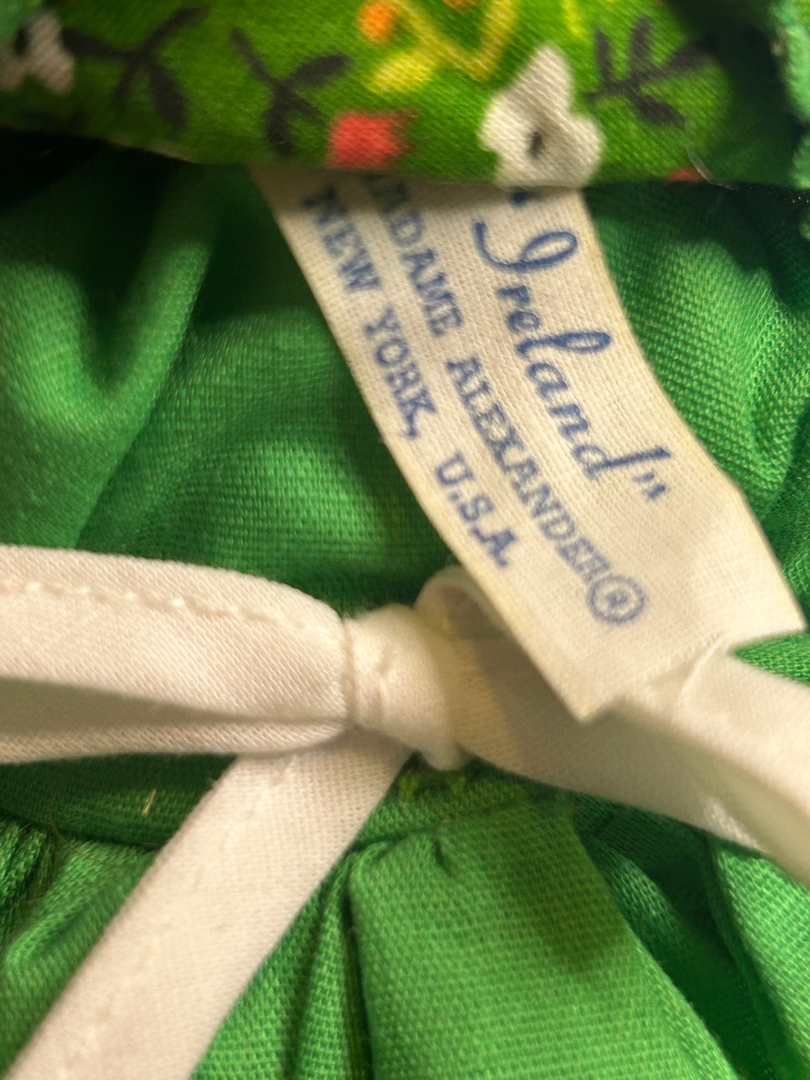 "Ireland"
MADAME ALEXANDER®
NEW YORK, U.S.A.